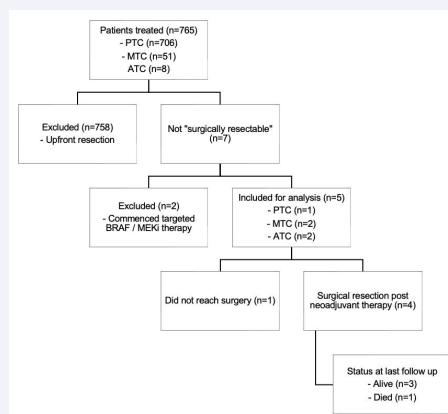 Patients treated (n=765)
- PTC (n=706)
- MTC (n=51)
ATC (n=8)
Excluded (n=758)
- Upfront resection
Not "surgically resectable"
(n=7)
Excluded (n=2)
- Commenced targeted
BRAF / MEKi therapy
Included for analysis (n=5)
- PTC (n=1)
- MTC (n=2)
- ATC (n=2)
Did not reach surgery (n=1)
Surgical resection post
neoadjuvant therapy (n=4)
Status at last follow up
- Alive (n=3)
- Died (n=1)